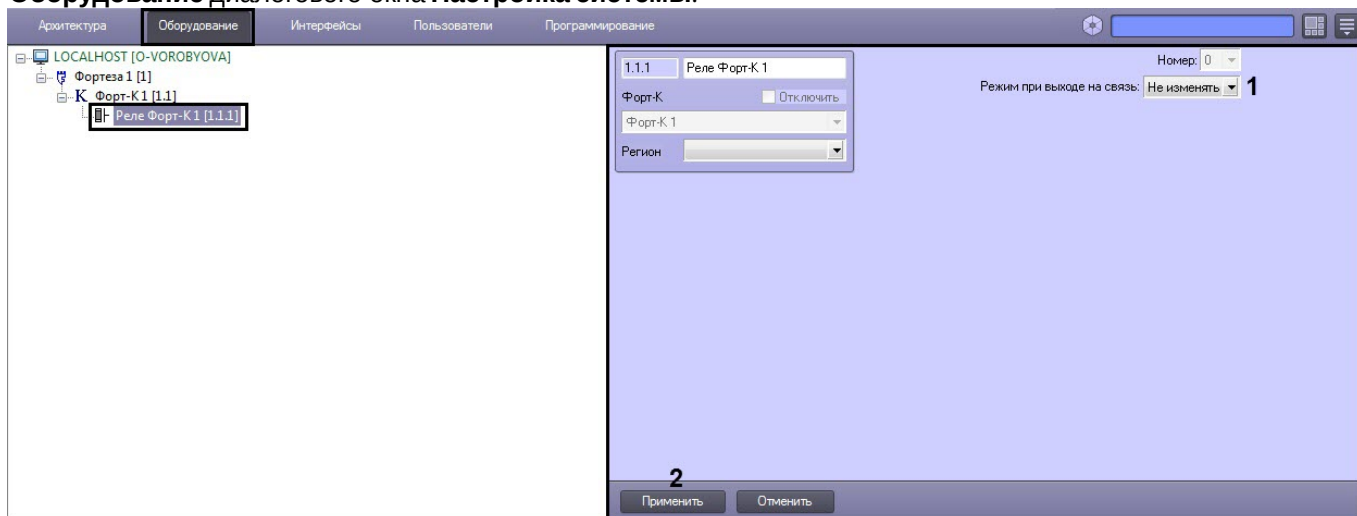 Оборудование диалогового окна Настройка системы.
Архитектура Оборудование Интерфейсы Пользователи Программирование
LOCALHOST [O-VOROBYOVA]
Фортеза 1 [1]
K Форт-К 1 [1.1]
Реле Форт-К 1 [1.1.1]
1.1.1 Реле Форт-К 1
Форт-К Отключить
Форт-К 1
Регион
Номер: 0
Режим при выходе на связь: Не изменять 1
2
Применить Отменить